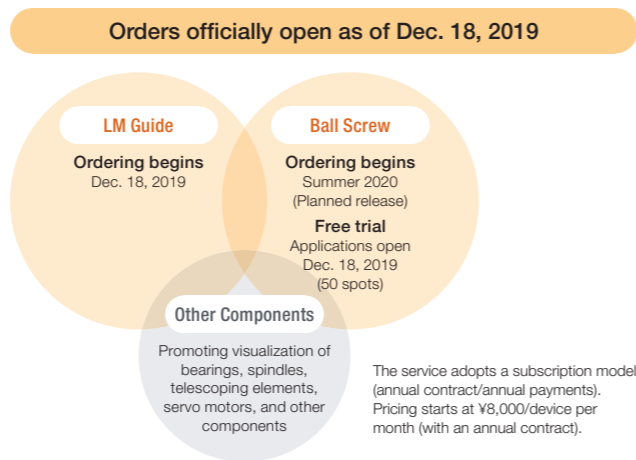 Orders officially open as of Dec. 18, 2019
LM Guide
Ordering begins
Dec. 18, 2019
Ball Screw
Ordering begins
Summer 2020
(Planned release)
Free trial
Applications open
Dec. 18, 2019
(50 spots)
Other Components
Promoting visualization of
bearings, spindles,
telescoping elements,
servo motors, and other
components
The service adopts a subscription model
(annual contract/annual payments).
Pricing starts at ¥8,000/device per
month (with an annual contract).